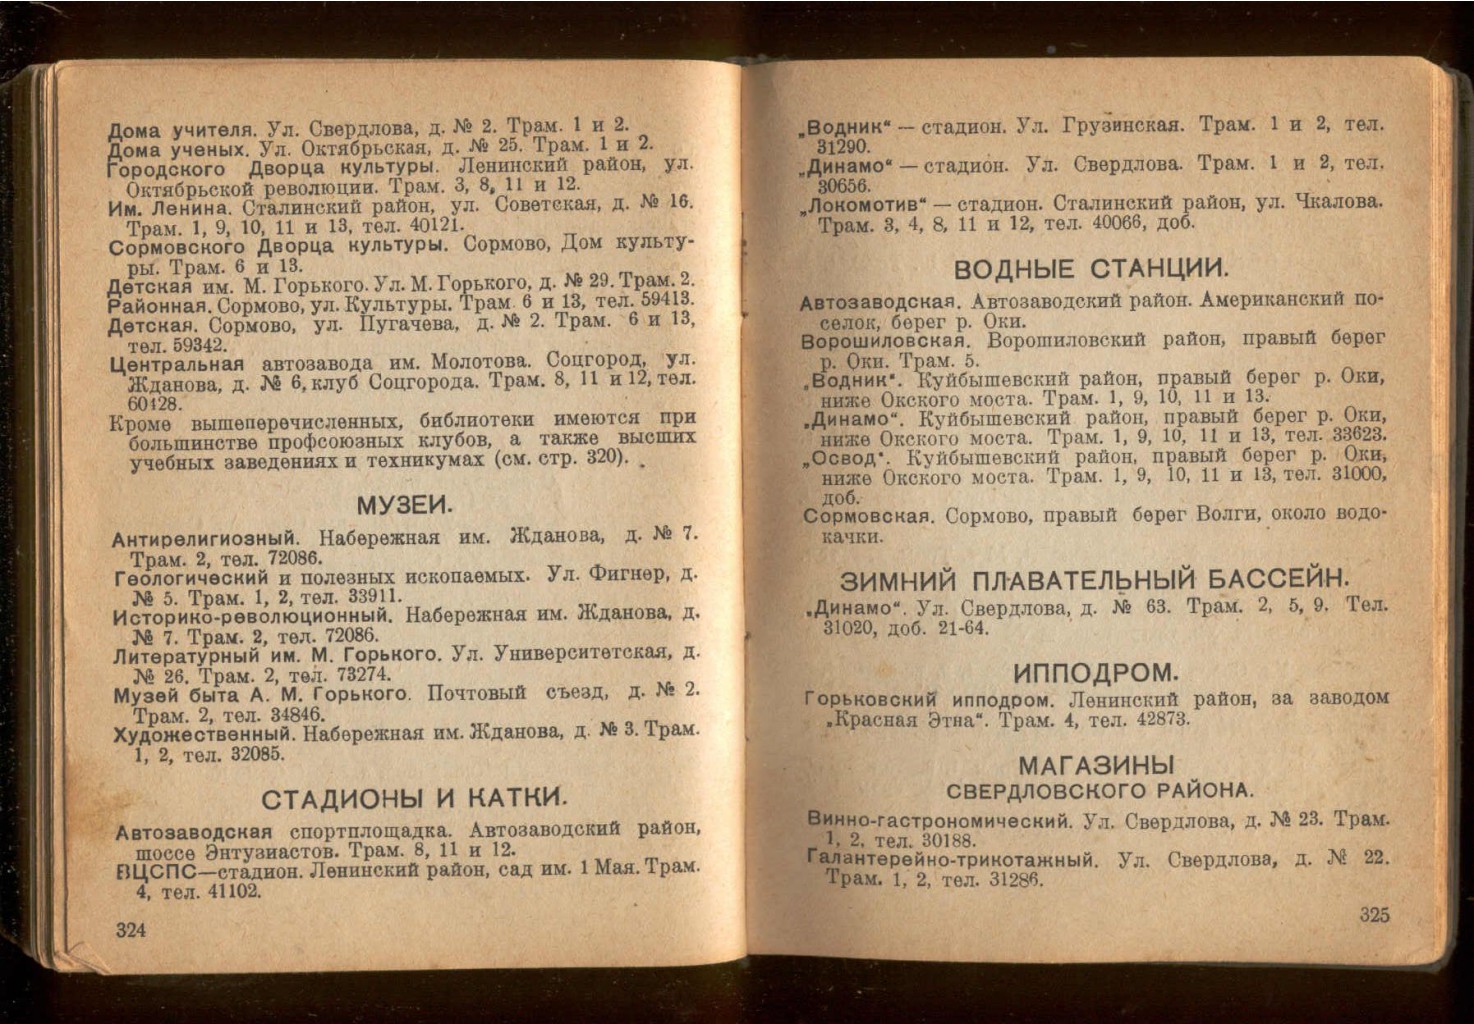 Дома учителя. Ул. Свердлова, д. № 2. Трам. 1 и 2.
Дома ученых. Ул. Октябрьская, д. № 25. Трам. 1 и 2.
Городского Дворца культуры. Ленинский район, ул.
Октябрьской революции. Трам. 3, 8, 11 и 12.
Им. Ленина. Сталинский район, ул. Советская, д. № 16.
Трам. 1, 9, 10, 11 и 13, тел. 40121.
Сормовского Дворца культуры. Сормово, Дом культу-
ры. Трам. 6 и 13.
Детская им. М. Горького. Ул. М. Горького, д. № 29. Трам. 2.
Районная. Сормово, ул. Культуры. Трам. 6 и 13, тел. 59413.
Детская. Сормово, ул. Пугачева, д. № 2. Трам. 6 и 13,
тел. 59342.
Центральная автозавода им. Молотова. Соцгород, ул.
Жданова, д. № 6, клуб Соцгорода. Трам. 8, 11 и 12, тел.
60128.
Кроме вышеперечисленных, библиотеки имеются при
большинстве профсоюзных клубов, а также высших
учебных заведениях и техникумах (см. стр. 320).
МУЗЕИ.
Антирелигиозный. Набережная им. Жданова, д. № 7.
Трам. 2, тел. 72086.
Геологический и полезных ископаемых. Ул. Фигнер, д.
№ 5. Трам. 1, 2, тел. 33911.
Историко-революционный. Набережная им. Жданова, д.
№ 7. Трам. 2, тел. 72086.
Литературный им. М. Горького. Ул. Университетская, д.
№ 26. Трам. 2, тел. 73274.
Музей быта А. М. Горького. Почтовый съезд, д. № 2.
Трам. 2, тел. 34846.
Художественный. Набережная им. Жданова, д. № 3. Трам.
1, 2, тел. 32085.
СТАДИОНЫ И КАТКИ.
Автозаводская спортплощадка. Автозаводский район,
шоссе Энтузиастов. Трам. 8, 11 и 12.
ВЦСПС—стадион. Ленинский район, сад им. 1 Мая. Трам.
4, тел. 41102.
324
„Водник“ — стадион. Ул. Грузинская. Трам. 1 и 2, тел.
31290.
„Динамо“ — стадион. Ул. Свердлова. Трам. 1 и 2, тел.
30656.
„Локомотив“ — стадион. Сталинский район, ул. Чкалова.
Трам. 3, 4, 8, 11 и 12, тел. 40066, доб.
ВОДНЫЕ СТАНЦИИ.
Автозаводская. Автозаводский район. Американский по-
селок, берег р. Оки.
Ворошиловская. Ворошиловский район, правый берег
р. Оки. Трам. 5.
„Водник“. Куйбышевский район, правый берег р. Оки,
ниже Окского моста. Трам. 1, 9, 10, 11 и 13.
„Динамо“. Куйбышевский район, правый берег р. Оки,
ниже Окского моста. Трам. 1, 9, 10, 11 и 13, тел. 33623.
„Освод“. Куйбышевский район, правый берег р. Оки,
ниже Окского моста. Трам. 1, 9, 10, 11 и 13, тел. 31000,
доб.
Сормовская. Сормово, правый берег Волги, около водо-
качки.
ЗИМНИЙ ПЛАВАТЕЛЬНЫЙ БАССЕЙН.
„Динамо“. Ул. Свердлова, д. № 63. Трам. 2, 5, 9. Тел.
31020, доб. 21-64.
ИППОДРОМ.
Горьковский ипподром. Ленинский район, за заводом
„Красная Этна“. Трам. 4, тел. 42873.
МАГАЗИНЫ
СВЕРДЛОВСКОГО РАЙОНА.
Винно-гастрономический. Ул. Свердлова, д. № 23. Трам.
1, 2, тел. 30188.
Галантерейно-трикотажный. Ул. Свердлова, д. № 22.
Трам. 1, 2, тел. 31286.
325